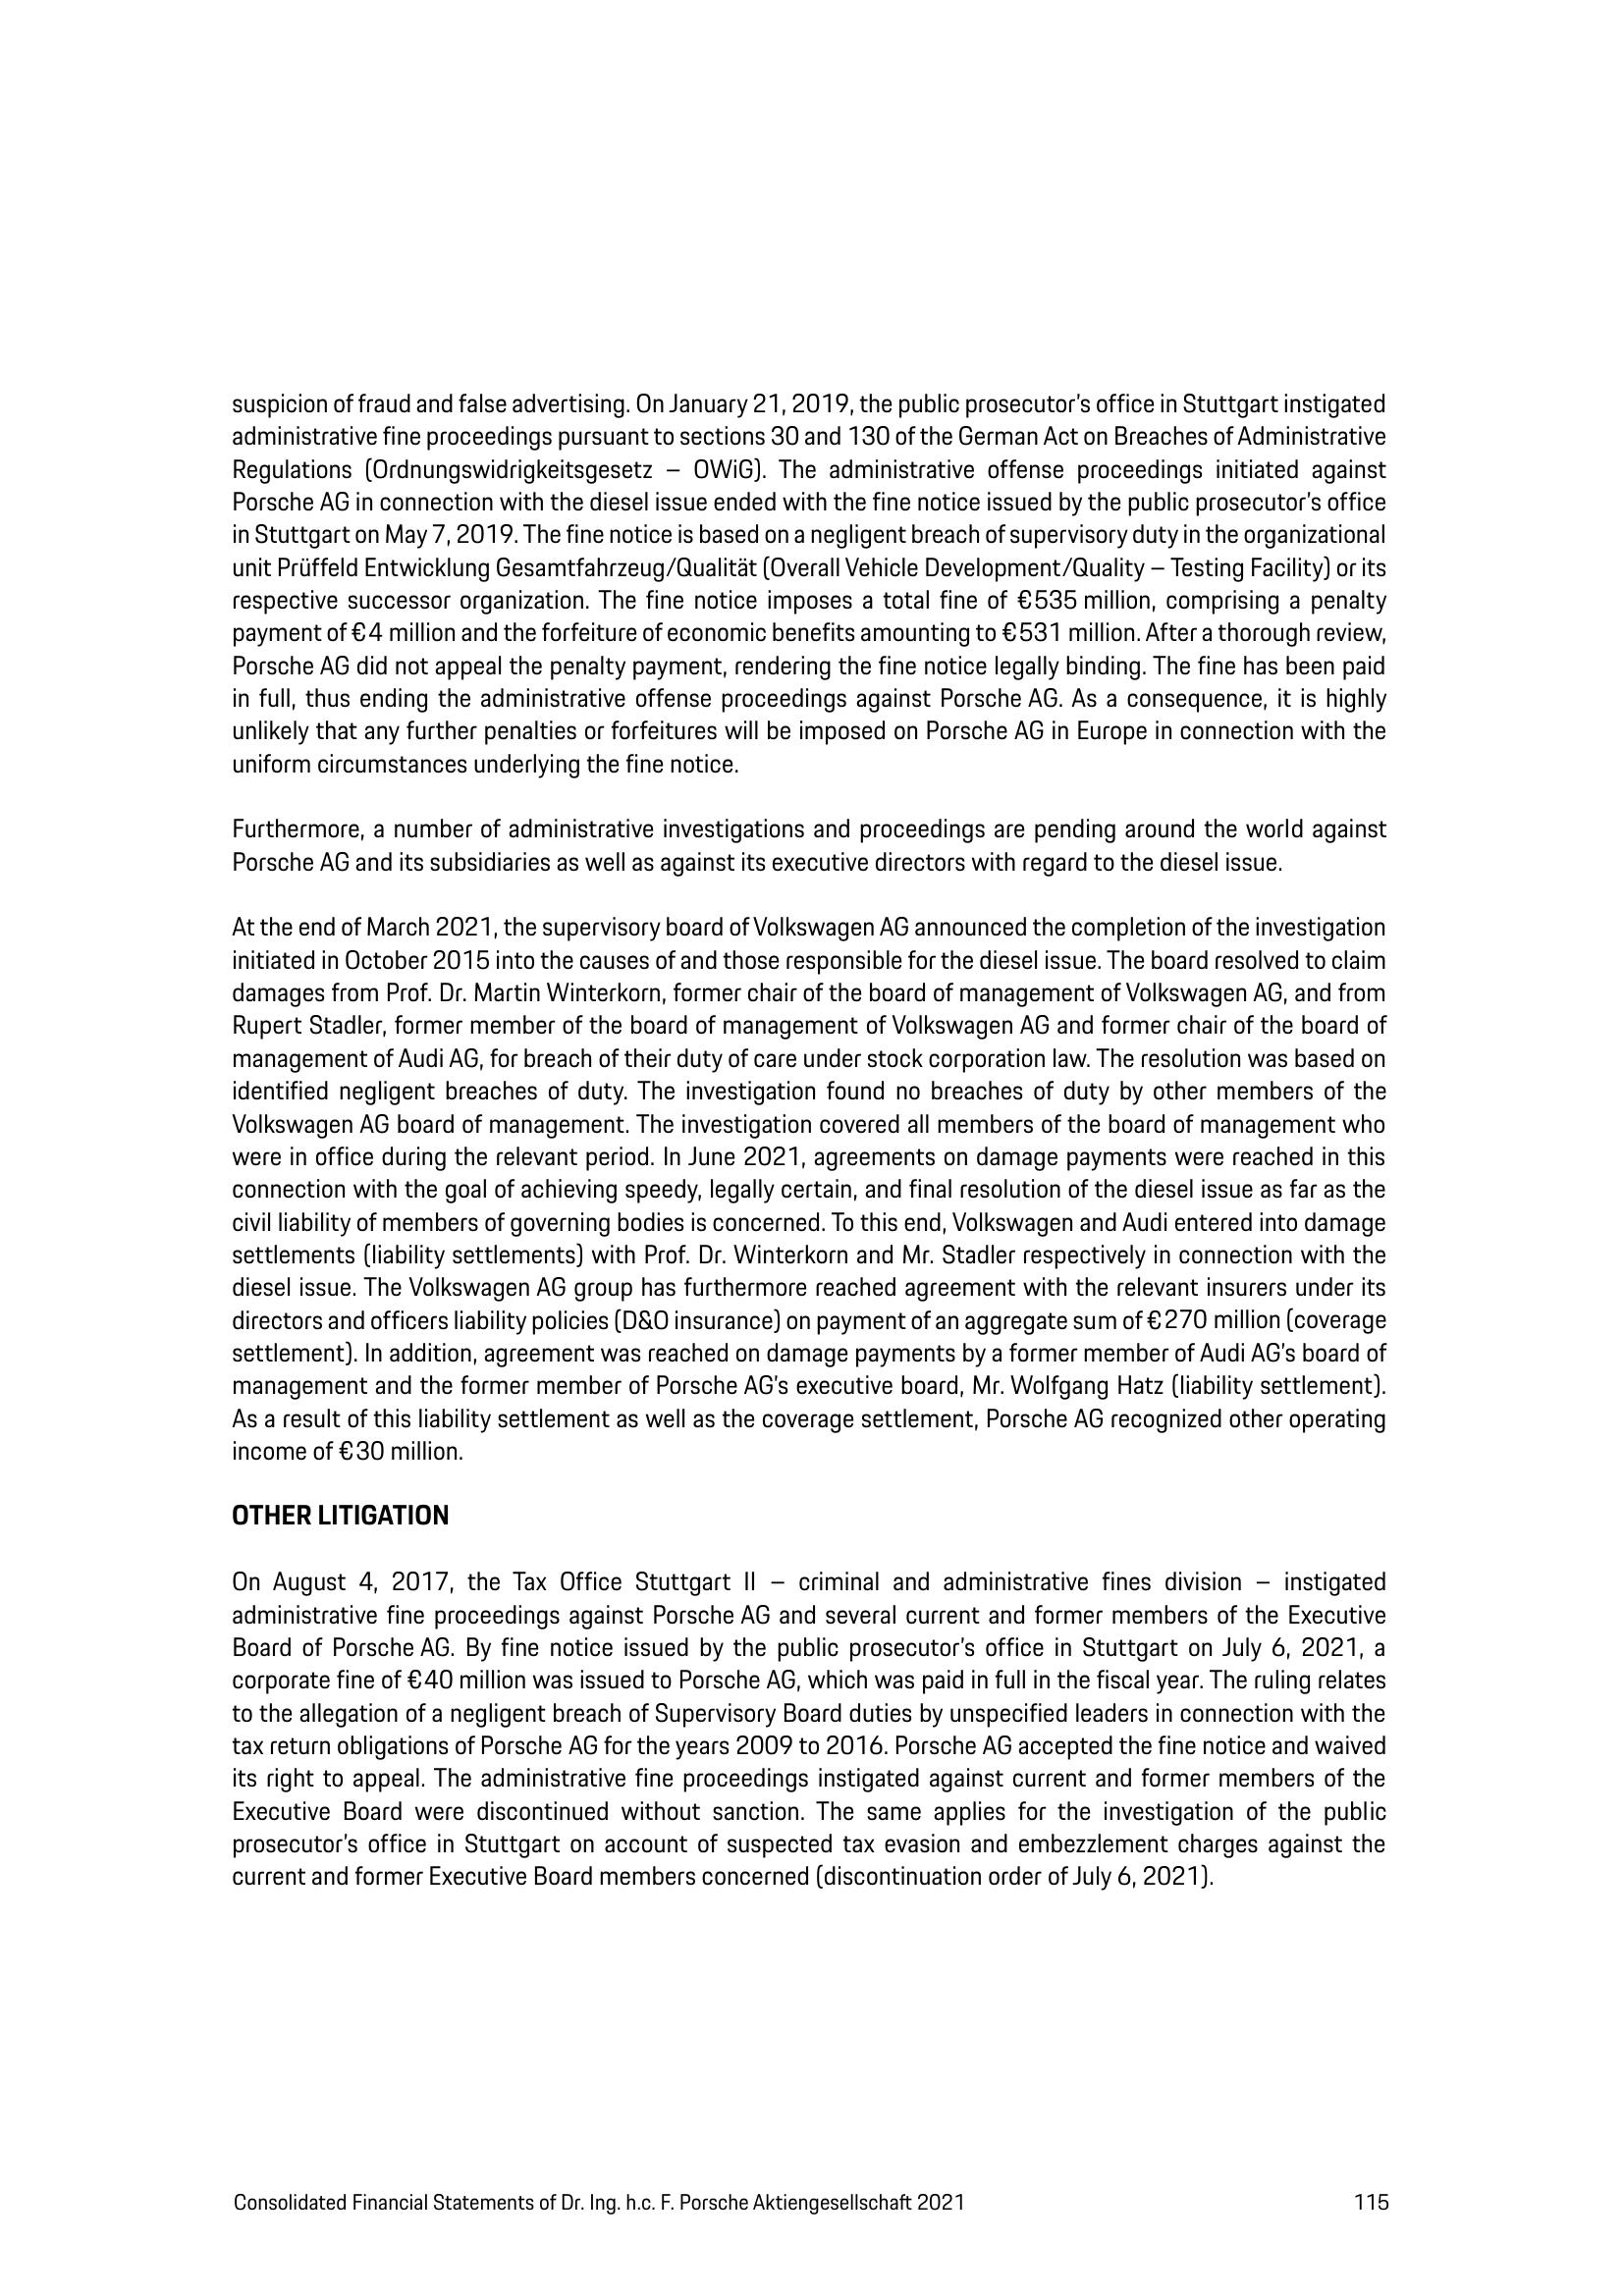 suspicion of fraud and false advertising. On January 21, 2019, the public prosecutor’s office in Stuttgart instigated
administrative fine proceedings pursuant to sections 30 and 130 of the German Act on Breaches of Administrative
Regulations (Ordnungswidrigkeitsgesetz – OWiG). The administrative offense proceedings initiated against
Porsche AG in connection with the diesel issue ended with the fine notice issued by the public prosecutor’s office
in Stuttgart on May 7, 2019. The fine notice is based on a negligent breach of supervisory duty in the organizational
unit Prüffeld Entwicklung Gesamtfahrzeug/Qualität (Overall Vehicle Development/Quality – Testing Facility) or its
respective successor organization. The fine notice imposes a total fine of €535 million, comprising a penalty
payment of €4 million and the forfeiture of economic benefits amounting to €531 million. After a thorough review,
Porsche AG did not appeal the penalty payment, rendering the fine notice legally binding. The fine has been paid
in full, thus ending the administrative offense proceedings against Porsche AG. As a consequence, it is highly
unlikely that any further penalties or forfeitures will be imposed on Porsche AG in Europe in connection with the
uniform circumstances underlying the fine notice.
Furthermore, a number of administrative investigations and proceedings are pending around the world against
Porsche AG and its subsidiaries as well as against its executive directors with regard to the diesel issue.
At the end of March 2021, the supervisory board of Volkswagen AG announced the completion of the investigation
initiated in October 2015 into the causes of and those responsible for the diesel issue. The board resolved to claim
damages from Prof. Dr. Martin Winterkorn, former chair of the board of management of Volkswagen AG, and from
Rupert Stadler, former member of the board of management of Volkswagen AG and former chair of the board of
management of Audi AG, for breach of their duty of care under stock corporation law. The resolution was based on
identified negligent breaches of duty. The investigation found no breaches of duty by other members of the
Volkswagen AG board of management. The investigation covered all members of the board of management who
were in office during the relevant period. In June 2021, agreements on damage payments were reached in this
connection with the goal of achieving speedy, legally certain, and final resolution of the diesel issue as far as the
civil liability of members of governing bodies is concerned. To this end, Volkswagen and Audi entered into damage
settlements (liability settlements) with Prof. Dr. Winterkorn and Mr. Stadler respectively in connection with the
diesel issue. The Volkswagen AG group has furthermore reached agreement with the relevant insurers under its
directors and officers liability policies (D&O insurance) on payment of an aggregate sum of €270 million (coverage
settlement). In addition, agreement was reached on damage payments by a former member of Audi AG’s board of
management and the former member of Porsche AG’s executive board, Mr. Wolfgang Hatz (liability settlement).
As a result of this liability settlement as well as the coverage settlement, Porsche AG recognized other operating
income of €30 million.
OTHER LITIGATION
On August 4, 2017, the Tax Office Stuttgart II – criminal and administrative fines division – instigated
administrative fine proceedings against Porsche AG and several current and former members of the Executive
Board of Porsche AG. By fine notice issued by the public prosecutor’s office in Stuttgart on July 6, 2021, a
corporate fine of €40 million was issued to Porsche AG, which was paid in full in the fiscal year. The ruling relates
to the allegation of a negligent breach of Supervisory Board duties by unspecified leaders in connection with the
tax return obligations of Porsche AG for the years 2009 to 2016. Porsche AG accepted the fine notice and waived
its right to appeal. The administrative fine proceedings instigated against current and former members of the
Executive Board were discontinued without sanction. The same applies for the investigation of the public
prosecutor’s office in Stuttgart on account of suspected tax evasion and embezzlement charges against the
current and former Executive Board members concerned (discontinuation order of July 6, 2021).
Consolidated Financial Statements of Dr. Ing. h.c. F. Porsche Aktiengesellschaft 2021 115